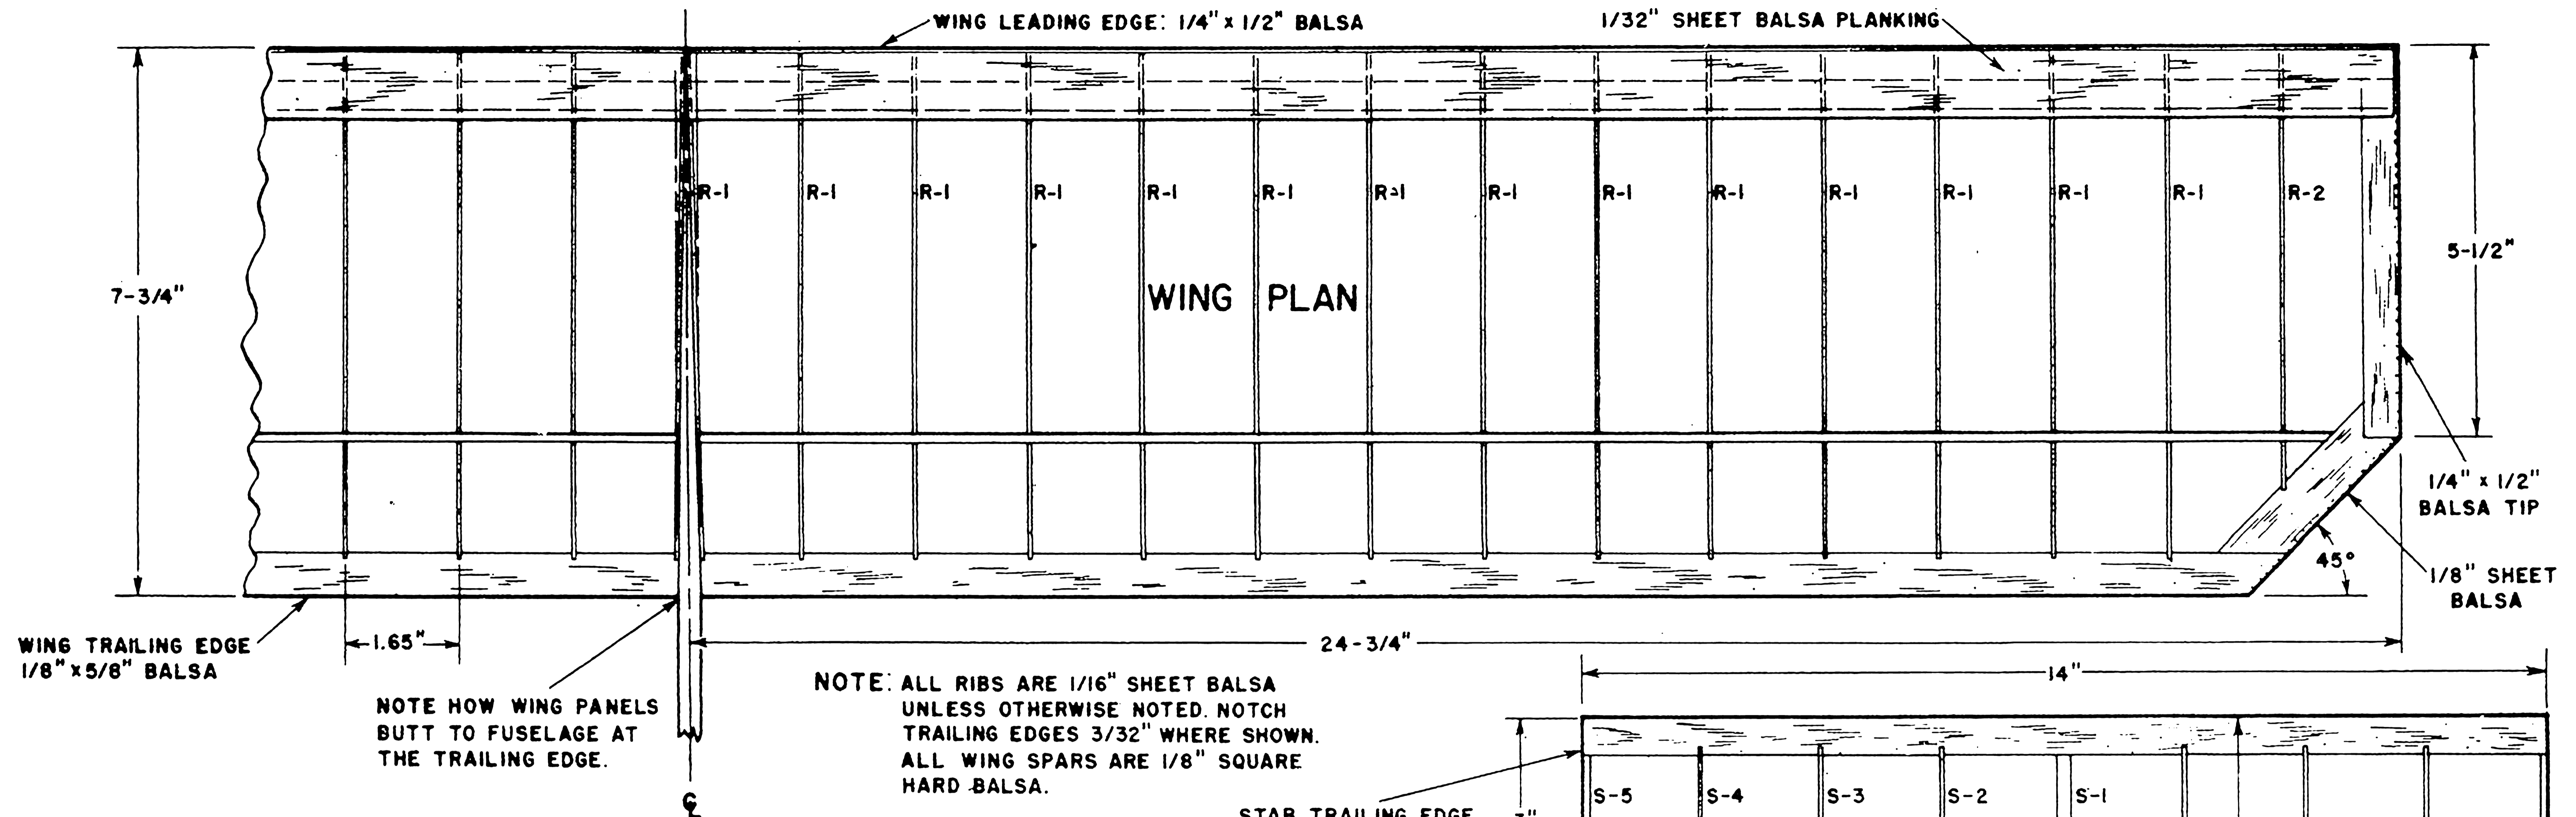 WING LEADING EDGE: 1/4" x 1/2" BALSA
1/32" SHEET BALSA PLANKING
R-1 R-1 R-1 R-1 R-1 R-1 R-1 R-1 R-1 R-1 R-1 R-1 R-1 R-1 R-2
7-3/4"
WING PLAN
5-1/2"
1/4" x 1/2"
BALSA TIP
45°
1/8" SHEET
BALSA
WING TRAILING EDGE
1/8" x 5/8" BALSA
1.65"
24-3/4"
NOTE HOW WING PANELS
BUTT TO FUSELAGE AT
THE TRAILING EDGE.
NOTE: ALL RIBS ARE 1/16" SHEET BALSA
UNLESS OTHERWISE NOTED. NOTCH
TRAILING EDGES 3/32" WHERE SHOWN.
ALL WING SPARS ARE 1/8" SQUARE
HARD BALSA.
14"
S-5 S-4 S-3 S-2 S-1
STAB TRAILING EDGE